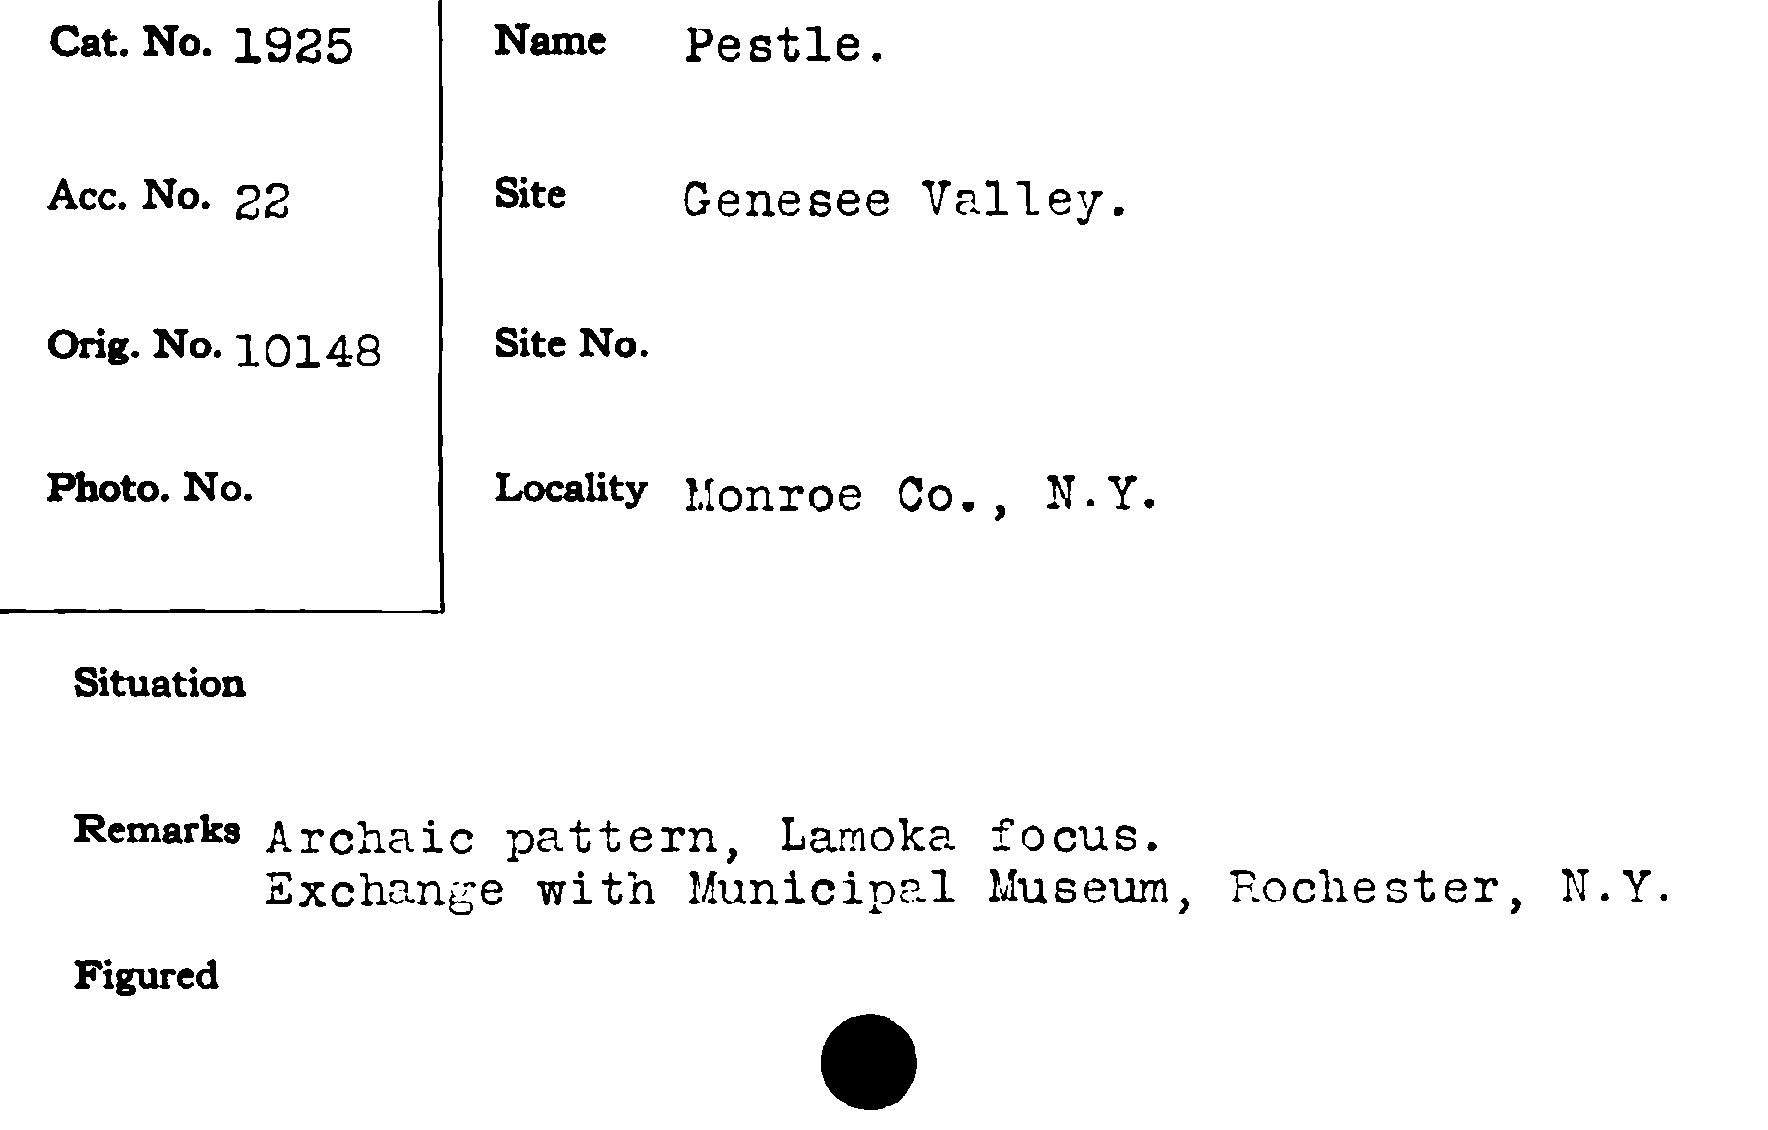 Cat. No. 1925
Name Pestle.
Acc. No. 22
Site Genesee Valley.
Orig. No. 10148
Site No.
Photo. No.
Locality Monroe Co., N.Y.
Situation
Remarks Archaic pattern, Lamoka focus.
Exchange with Municipal Museum, Rochester, N.Y.
Figured